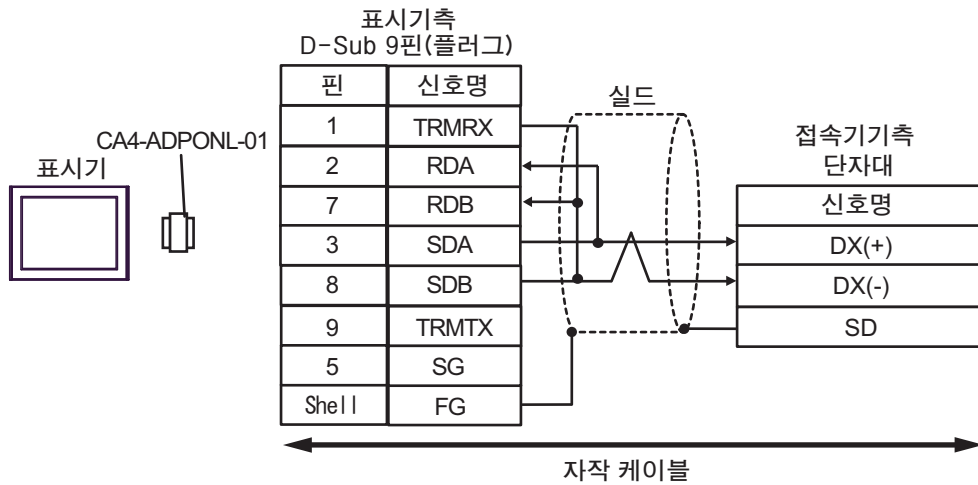 표시기측
D-Sub 9핀(플러그)
핀 신호명
1 TRMRX
2 RDA
7 RDB
3 SDA
8 SDB
9 TRMTX
5 SG
Shell FG
CA4-ADPONL-01
표시기
실드
접속기기측
단자대
신호명
DX(+)
DX(-)
SD
자작 케이블